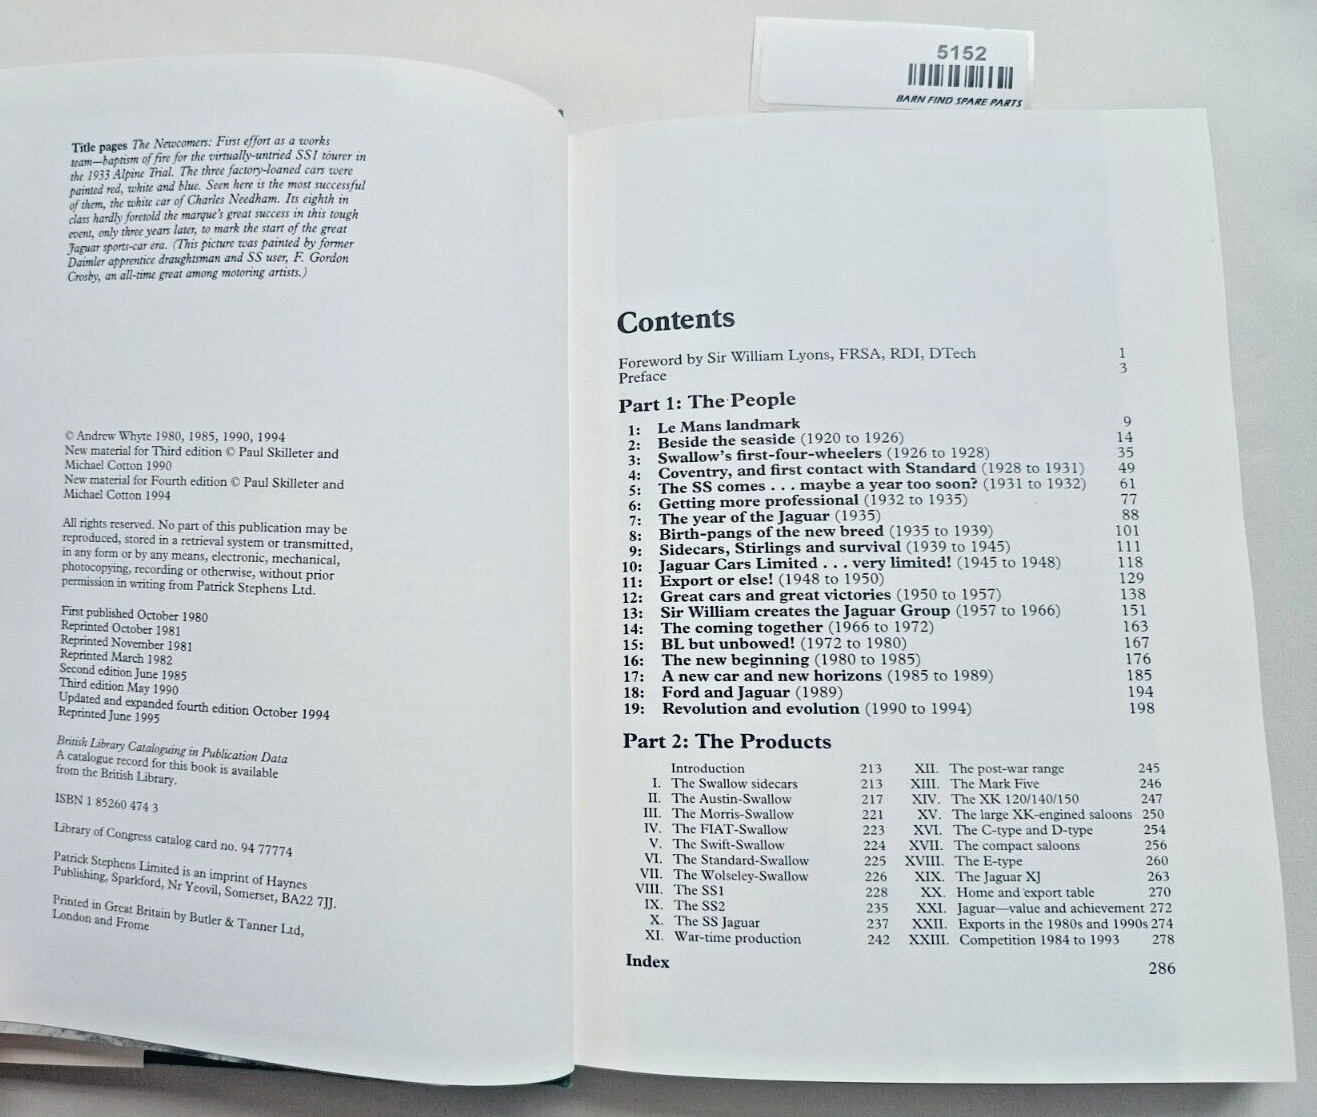 5152
BARN FIND SPARE PARTS
Title pages The Newcomers: First effort as a works
team—baptism of fire for the virtually-untried SS1 tourer in
the 1933 Alpine Trial. The three factory-loaned cars were
painted red, white and blue. Seen here is the most successful
of them, the white car of Charles Needham. Its eighth in
class hardly foretold the marque's great success in this tough
event, only three years later, to mark the start of the great
Jaguar sports-car era. (This picture was painted by former
Daimler apprentice draughtsman and SS user, F. Gordon
Crosby, an all-time great among motoring artists.)
© Andrew Whyte 1980, 1985, 1990, 1994
New material for Third edition © Paul Skilleter and
Michael Cotton 1990
New material for Fourth edition © Paul Skilleter and
Michael Cotton 1994
All rights reserved. No part of this publication may be
reproduced, stored in a retrieval system or transmitted,
in any form or by any means, electronic, mechanical,
photocopying, recording or otherwise, without prior
permission in writing from Patrick Stephens Ltd.
First published October 1980
Reprinted October 1981
Reprinted November 1981
Reprinted March 1982
Second edition June 1985
Third edition May 1990
Updated and expanded fourth edition October 1994
Reprinted June 1995
British Library Cataloguing in Publication Data
A catalogue record for this book is available
from the British Library.
ISBN 1 85260 474 3
Library of Congress catalog card no. 94 77774
Patrick Stephens Limited is an imprint of Haynes
Publishing, Sparkford, Nr Yeovil, Somerset, BA22 7JJ.
Printed in Great Britain by Butler & Tanner Ltd,
London and Frome
Contents
Foreword by Sir William Lyons, FRSA, RDI, DTech 1
Preface 3
Part 1: The People
1: Le Mans landmark 9
2: Beside the seaside (1920 to 1926) 14
3: Swallow's first-four-wheelers (1926 to 1928) 35
4: Coventry, and first contact with Standard (1928 to 1931) 49
5: The SS comes . . . maybe a year too soon? (1931 to 1932) 61
6: Getting more professional (1932 to 1935) 77
7: The year of the Jaguar (1935) 88
8: Birth-pangs of the new breed (1935 to 1939) 101
9: Sidecars, Stirlings and survival (1939 to 1945) 111
10: Jaguar Cars Limited . . . very limited! (1945 to 1948) 118
11: Export or else! (1948 to 1950) 129
12: Great cars and great victories (1950 to 1957) 138
13: Sir William creates the Jaguar Group (1957 to 1966) 151
14: The coming together (1966 to 1972) 163
15: BL but unbowed! (1972 to 1980) 167
16: The new beginning (1980 to 1985) 176
17: A new car and new horizons (1985 to 1989) 185
18: Ford and Jaguar (1989) 194
19: Revolution and evolution (1990 to 1994) 198
Part 2: The Products
Introduction 213
I. The Swallow sidecars 213
II. The Austin-Swallow 217
III. The Morris-Swallow 221
IV. The FIAT-Swallow 223
V. The Swift-Swallow 224
VI. The Standard-Swallow 225
VII. The Wolseley-Swallow 226
VIII. The SS1 228
IX. The SS2 235
X. The SS Jaguar 237
XI. War-time production 242
XII. The post-war range 245
XIII. The Mark Five 246
XIV. The XK 120/140/150 247
XV. The large XK-engined saloons 250
XVI. The C-type and D-type 254
XVII. The compact saloons 256
XVIII. The E-type 260
XIX. The Jaguar XJ 263
XX. Home and export table 270
XXI. Jaguar—value and achievement 272
XXII. Exports in the 1980s and 1990s 274
XXIII. Competition 1984 to 1993 278
Index 286